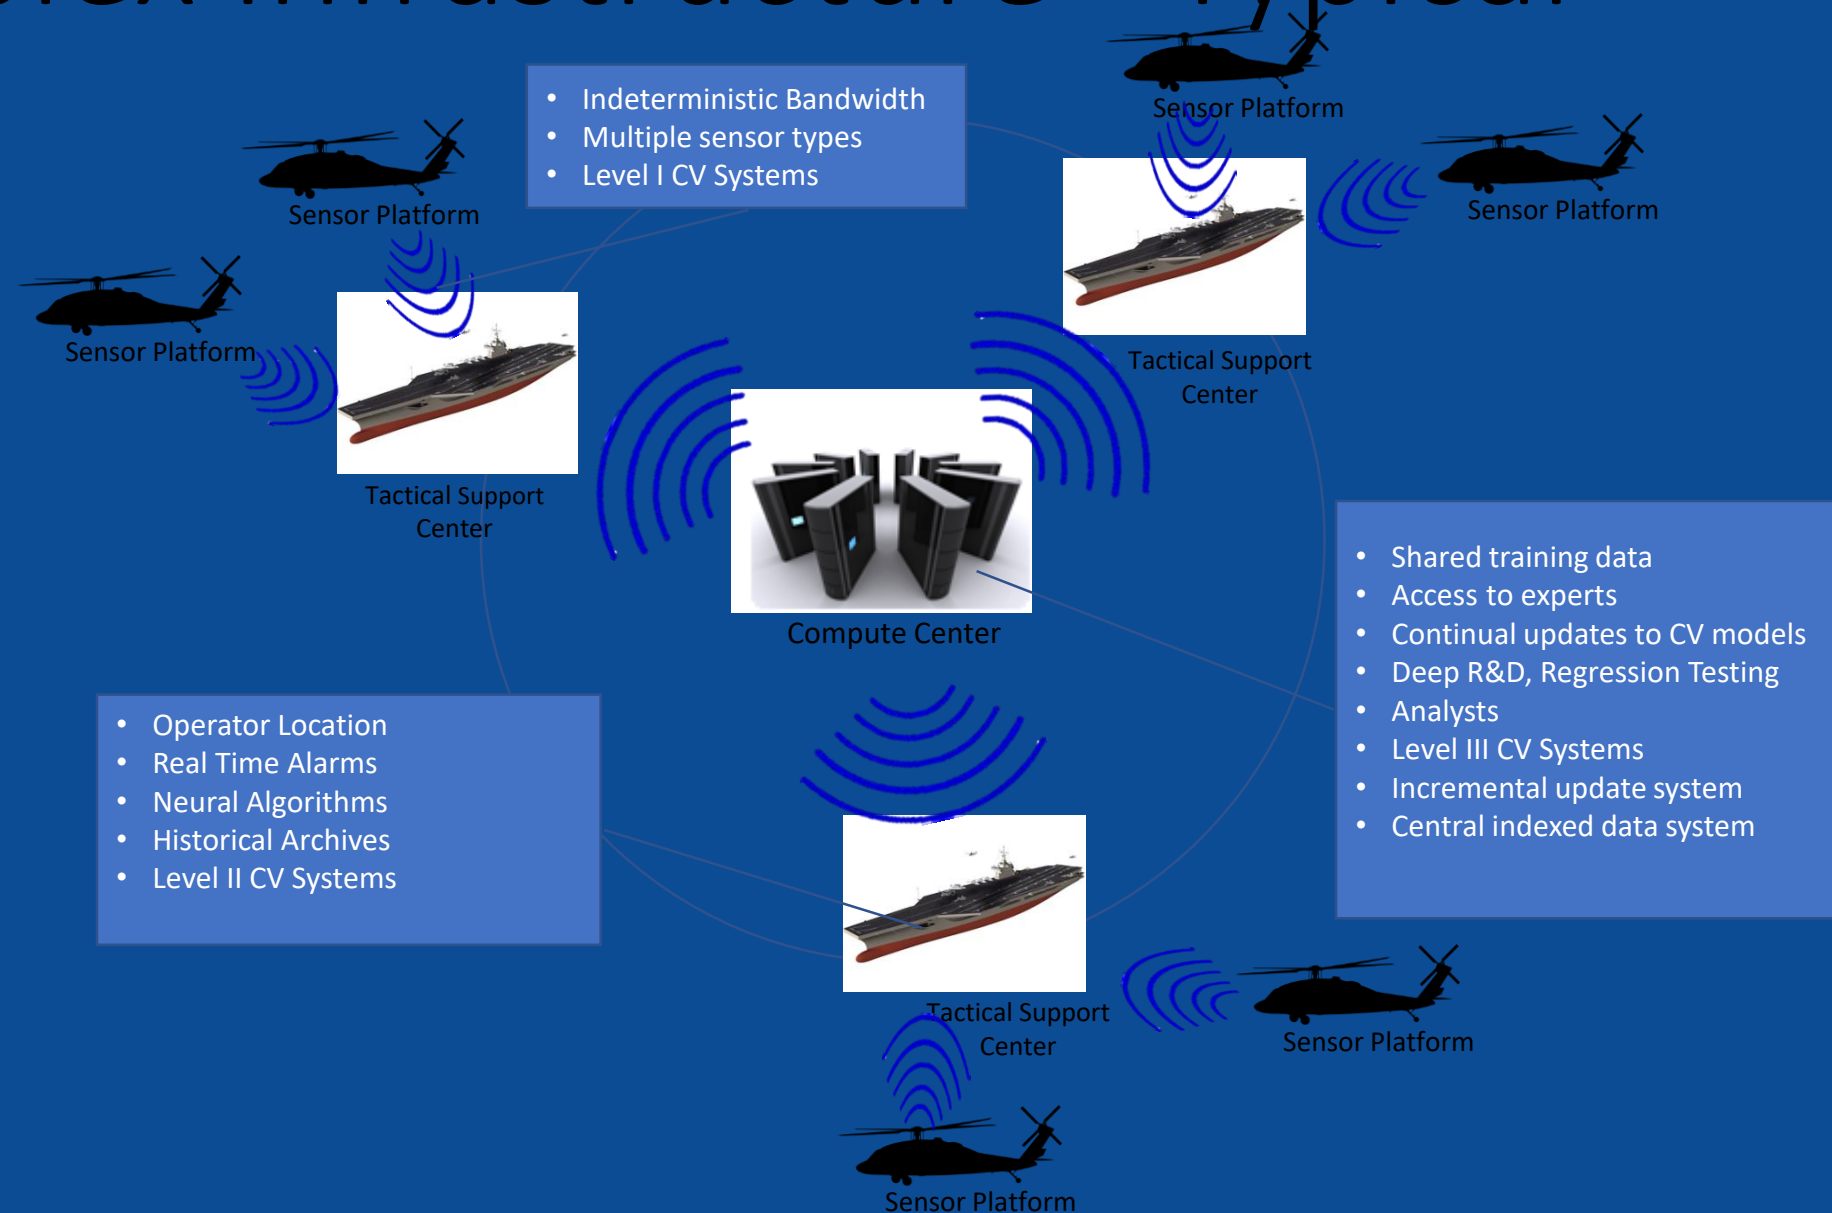 Infrastructure
Typical
Sensor Platform
• Indeterministic Bandwidth
• Multiple sensor types
• Level I CV Systems
Sensor Platform
Sensor Platform
Sensor Platform
Tactical Support
Center
Tactical Support
Center
Compute Center
• Shared training data
• Access to experts
• Continual updates to CV models
• Deep R&D, Regression Testing
• Analysts
• Level III CV Systems
• Incremental update system
• Central indexed data system
• Operator Location
• Real Time Alarms
• Neural Algorithms
• Historical Archives
• Level II CV Systems
Tactical Support
Center
Sensor Platform
Sensor Platform